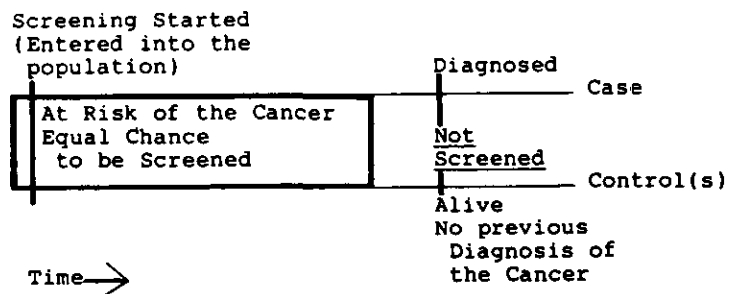 Screening Started
(Entered into the
population)
Diagnosed
Case
At Risk of the Cancer
Equal Chance
to be Screened
Not
Screened
Control(s)
Alive
No previous
Diagnosis of
the Cancer
Time